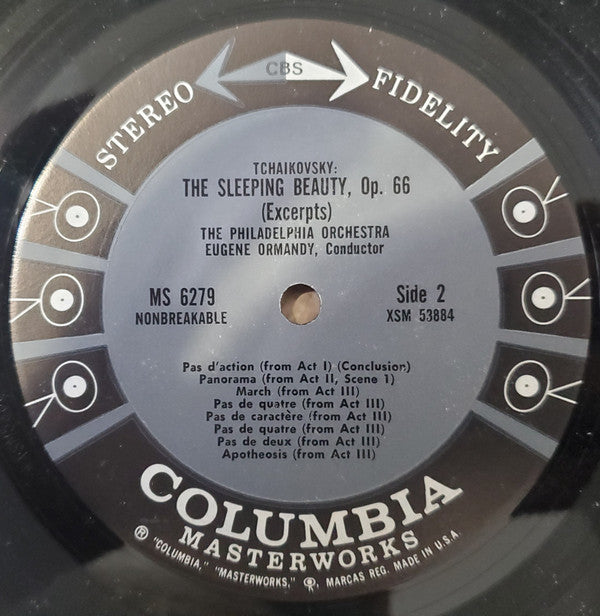 CBS
STEREO FIDELITY
TCHAIKOVSKY:
THE SLEEPING BEAUTY, Op. 66
(Excerpts)
THE PHILADELPHIA ORCHESTRA
EUGENE ORMANDY, Conductor
MS 6279 Side 2
NONBREAKABLE XSM 53884
Pas d'action (from Act I) (Conclusion)
Panorama (from Act II, Scene 1)
March (from Act III)
Pas de quatre (from Act III)
Pas de caractère (from Act III)
Pas de quatre (from Act III)
Pas de deux (from Act III)
Apotheosis (from Act III)
COLUMBIA
MASTERWORKS
® "COLUMBIA," "MASTERWORKS," MARCAS REG. MADE IN U.S.A.